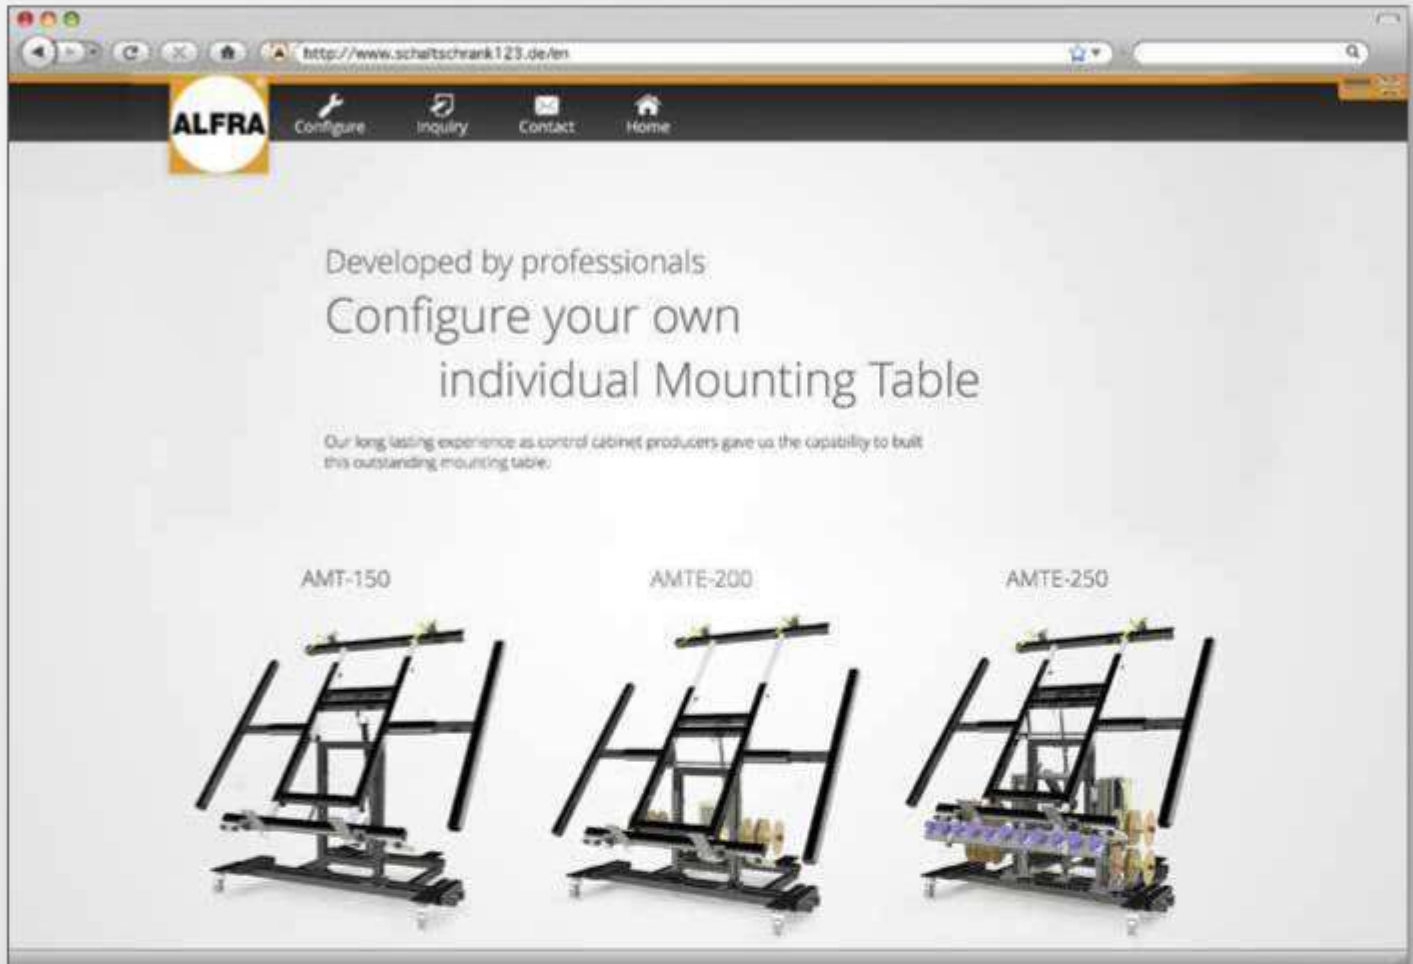 http://www.schaltschrank123.de/en
ALFRA
Configure
Inquiry
Contact
Home
Developed by professionals
Configure your own
individual Mounting Table
Our long lasting experience as control cabinet producers gave us the capability to built
this outstanding mounting table.
AMT-150
AMTE-200
AMTE-250